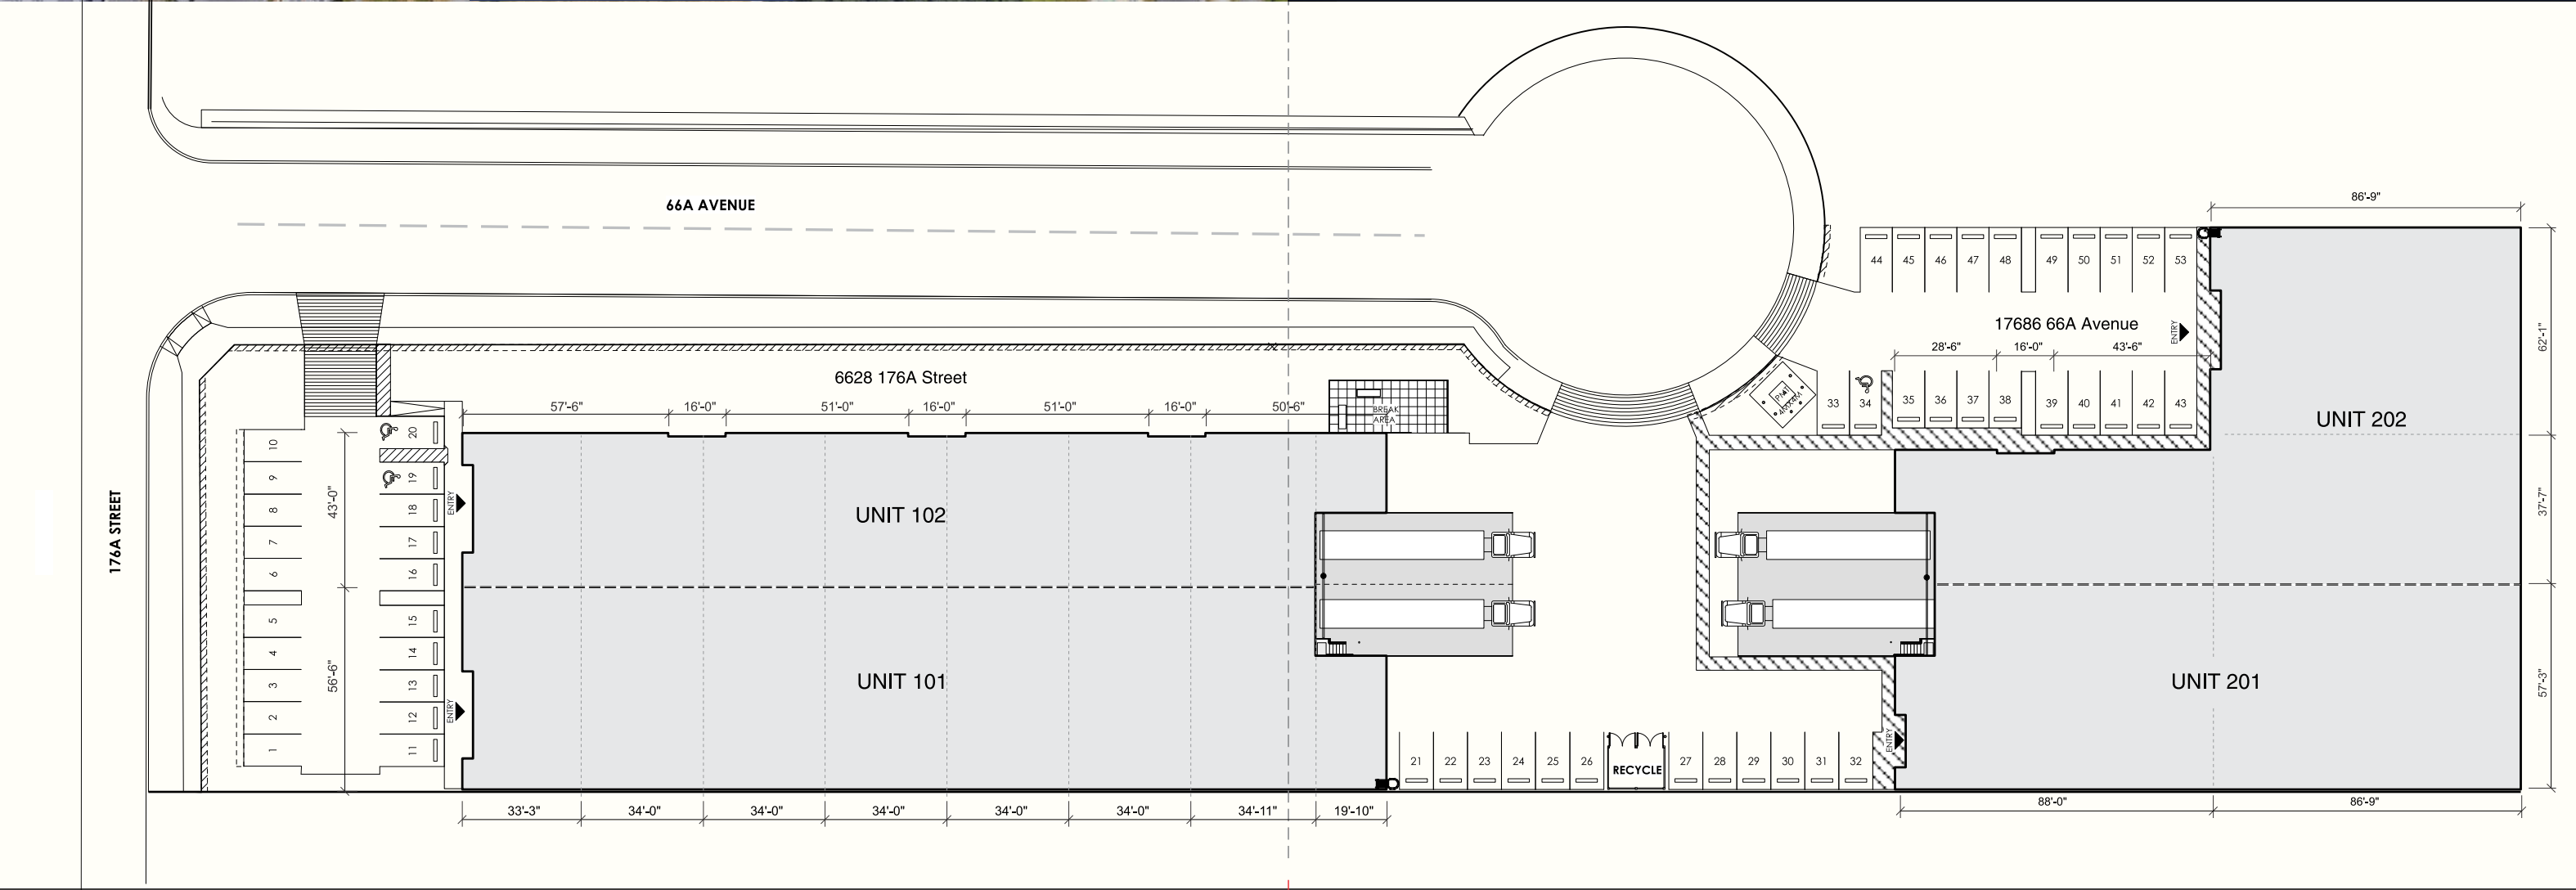 66A AVENUE
86'-9"
44 45 46 47 48 49 50 51 52 53
17686 66A Avenue
ENTRY
28'-6" 16'-0" 43'-6"
62'-1"
6628 176A Street
57'-6" 16'-0" 51'-0" 16'-0" 51'-0" 16'-0" 50'-6"
BREAK
AREA
PMT
33 34 35 36 37 38 39 40 41 42 43
UNIT 202
10 9 8 7 6 5 4 3 2 1
43'-0"
56'-6"
20 19 18 17 16 15 14 13 12 11
ENTRY
ENTRY
176A STREET
UNIT 102
UNIT 101
37'-7"
UNIT 201
57'-3"
ENTRY
21 22 23 24 25 26 RECYCLE 27 28 29 30 31 32
33'-3" 34'-0" 34'-0" 34'-0" 34'-0" 34'-0" 34'-11" 19'-10" 88'-0" 86'-9"